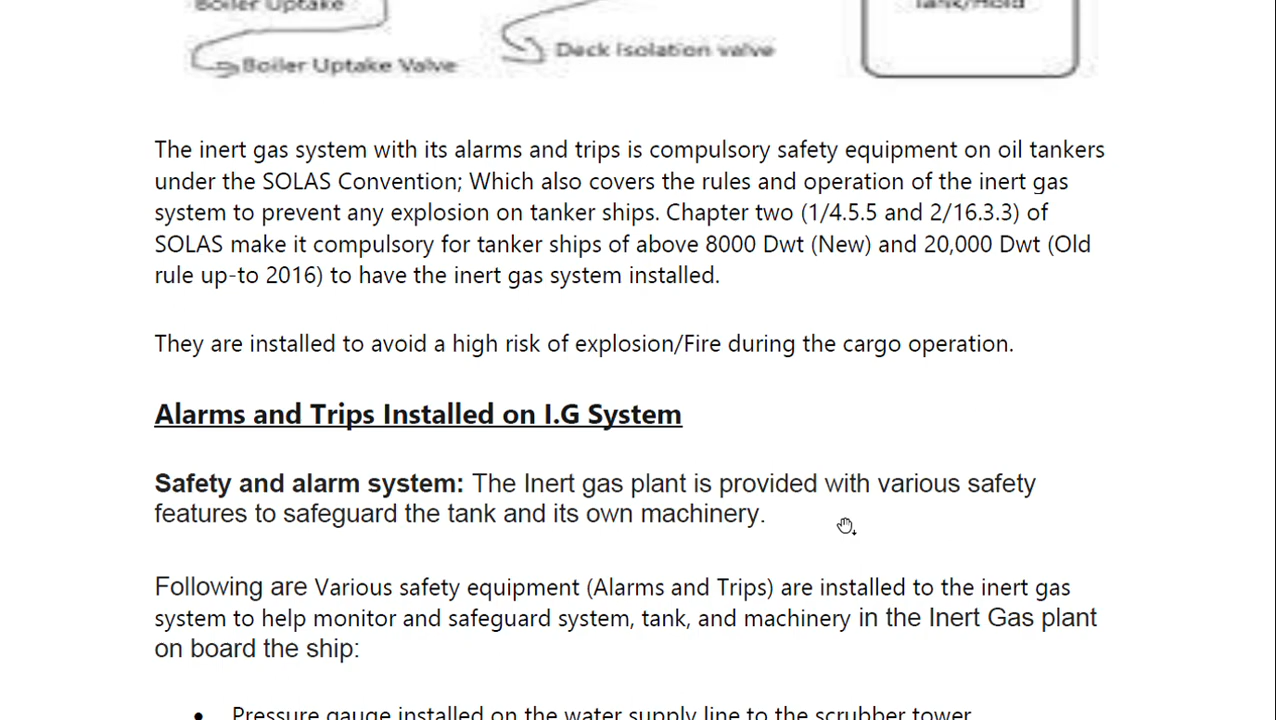 Boiler Uptake
Tank/Hold
Deck Isolation valve
Boiler Uptake Valve
The inert gas system with its alarms and trips is compulsory safety equipment on oil tankers
under the SOLAS Convention; Which also covers the rules and operation of the inert gas
system to prevent any explosion on tanker ships. Chapter two (1/4.5.5 and 2/16.3.3) of
SOLAS make it compulsory for tanker ships of above 8000 Dwt (New) and 20,000 Dwt (Old
rule up-to 2016) to have the inert gas system installed.
They are installed to avoid a high risk of explosion/Fire during the cargo operation.
Alarms and Trips Installed on I.G System
Safety and alarm system: The Inert gas plant is provided with various safety
features to safeguard the tank and its own machinery.
Following are Various safety equipment (Alarms and Trips) are installed to the inert gas
system to help monitor and safeguard system, tank, and machinery in the Inert Gas plant
on board the ship:
• Pressure gauge installed on the water supply line to the scrubber tower